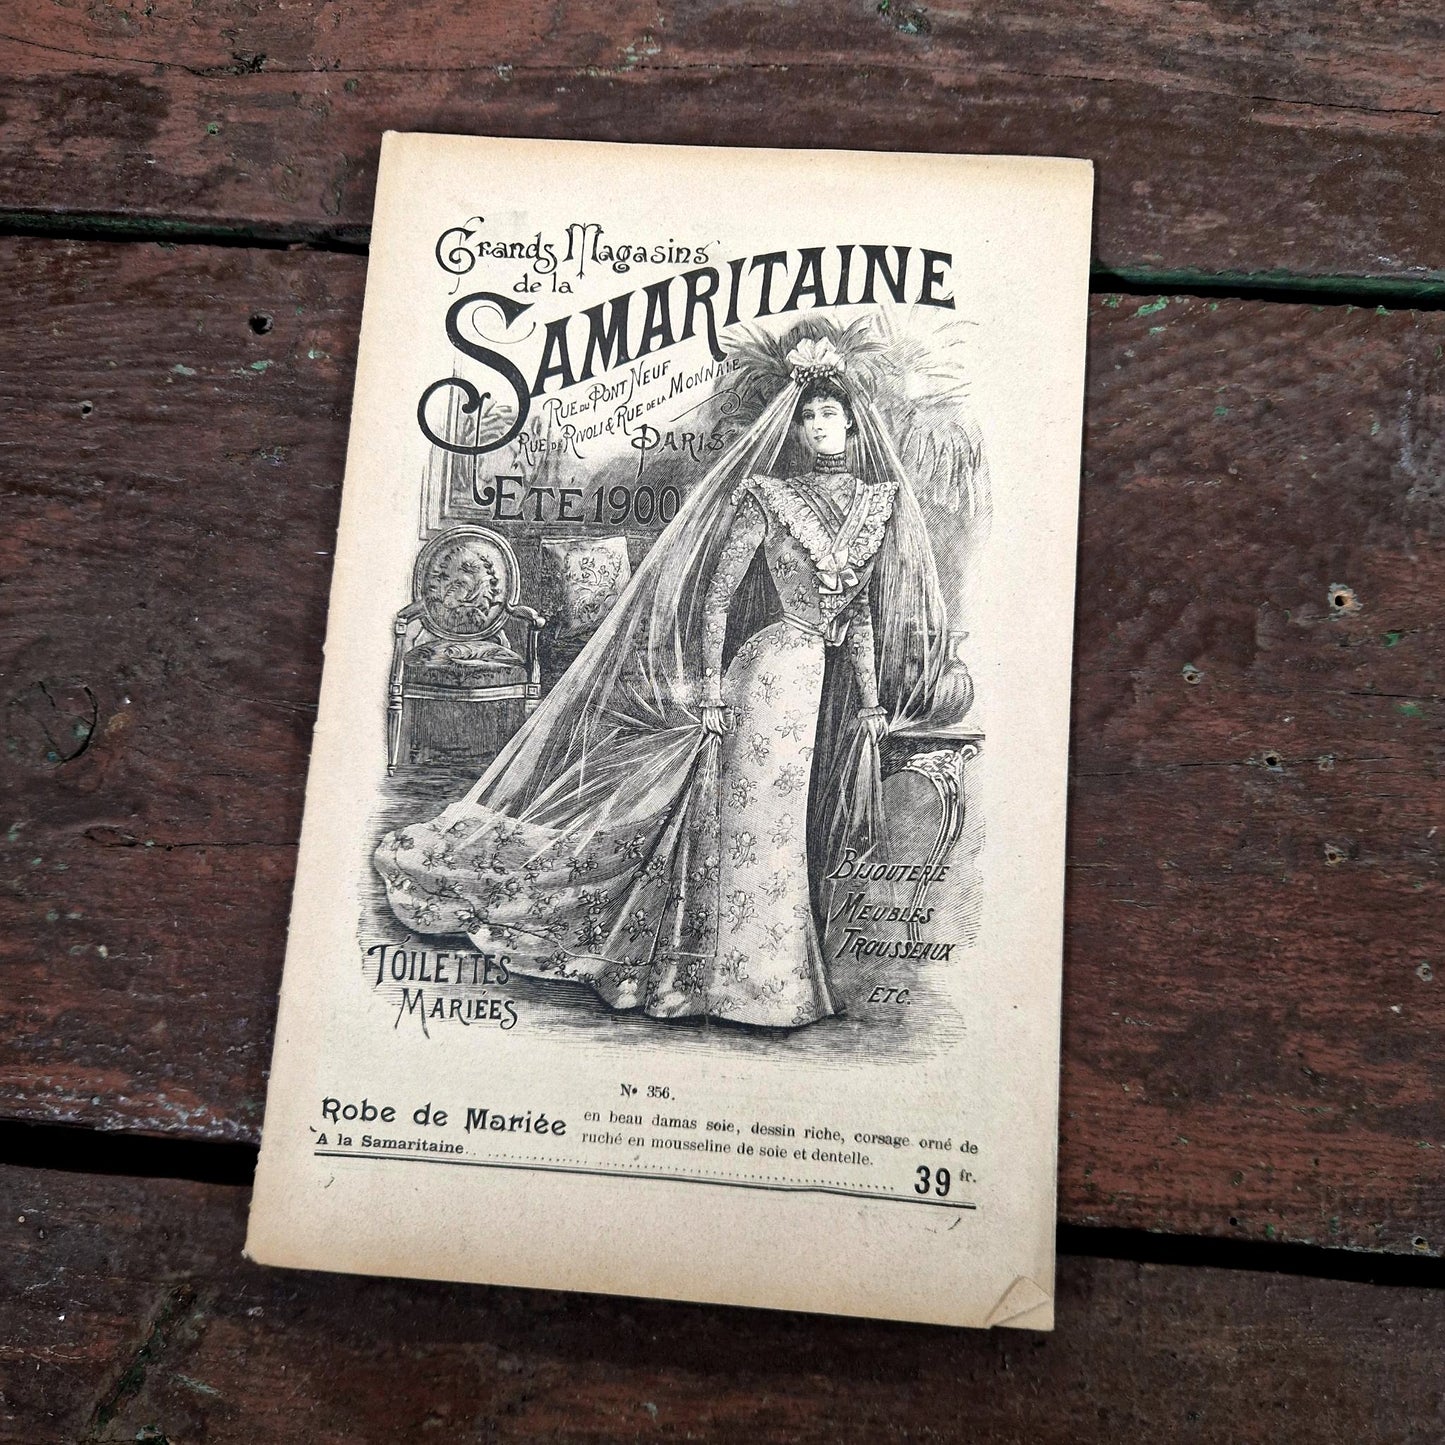 Grands Magasins
de la
SAMARITAINE
RUE DU PONT NEUF
RUE DE RIVOLI & RUE DE LA MONNAIE
PARIS
ÉTÉ 1900
BIJOUTERIE
MEUBLES
TROUSSEAUX
ETC.
TOILETTES
MARIÉES
No 356.
Robe de Mariée en beau damas soie, dessin riche, corsage orné de
ruché en mousseline de soie et dentelle.
A la Samaritaine 39 fr.